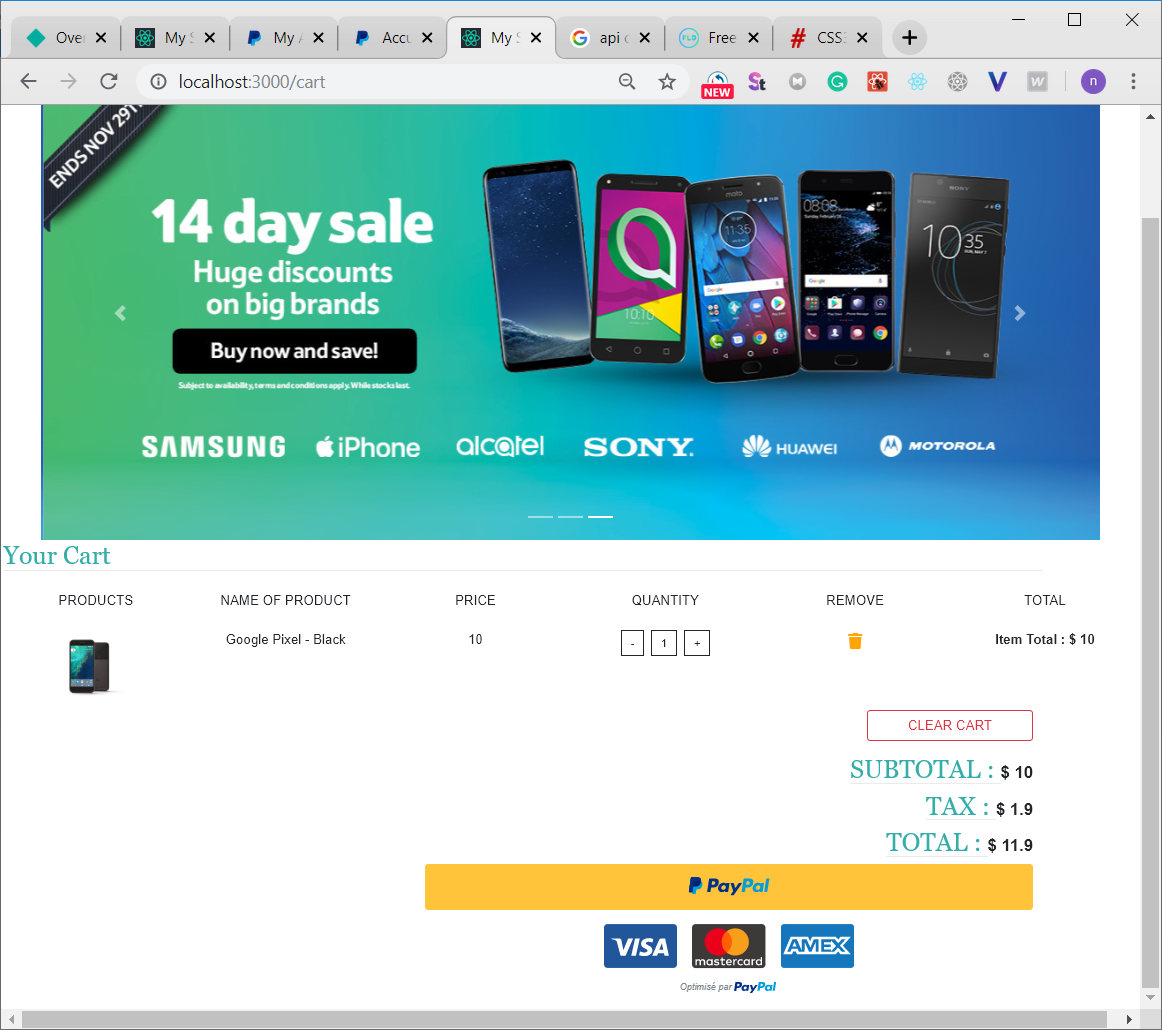 Over
My S
My A
Accu
My S
api c
Free
CSS3
localhost:3000/cart
NEW
n
ENDS NOV 29TH
14 day sale
Huge discounts
on big brands
Buy now and save!
Subject to availability, terms and conditions apply. While stocks last.
SAMSUNG iPhone alcatel SONY. HUAWEI MOTOROLA
Your Cart
PRODUCTS NAME OF PRODUCT PRICE QUANTITY REMOVE TOTAL
Google Pixel - Black 10 - 1 + Item Total : $ 10
CLEAR CART
SUBTOTAL : $ 10
TAX : $ 1.9
TOTAL : $ 11.9
PayPal
VISA mastercard AMEX
Optimisé par PayPal